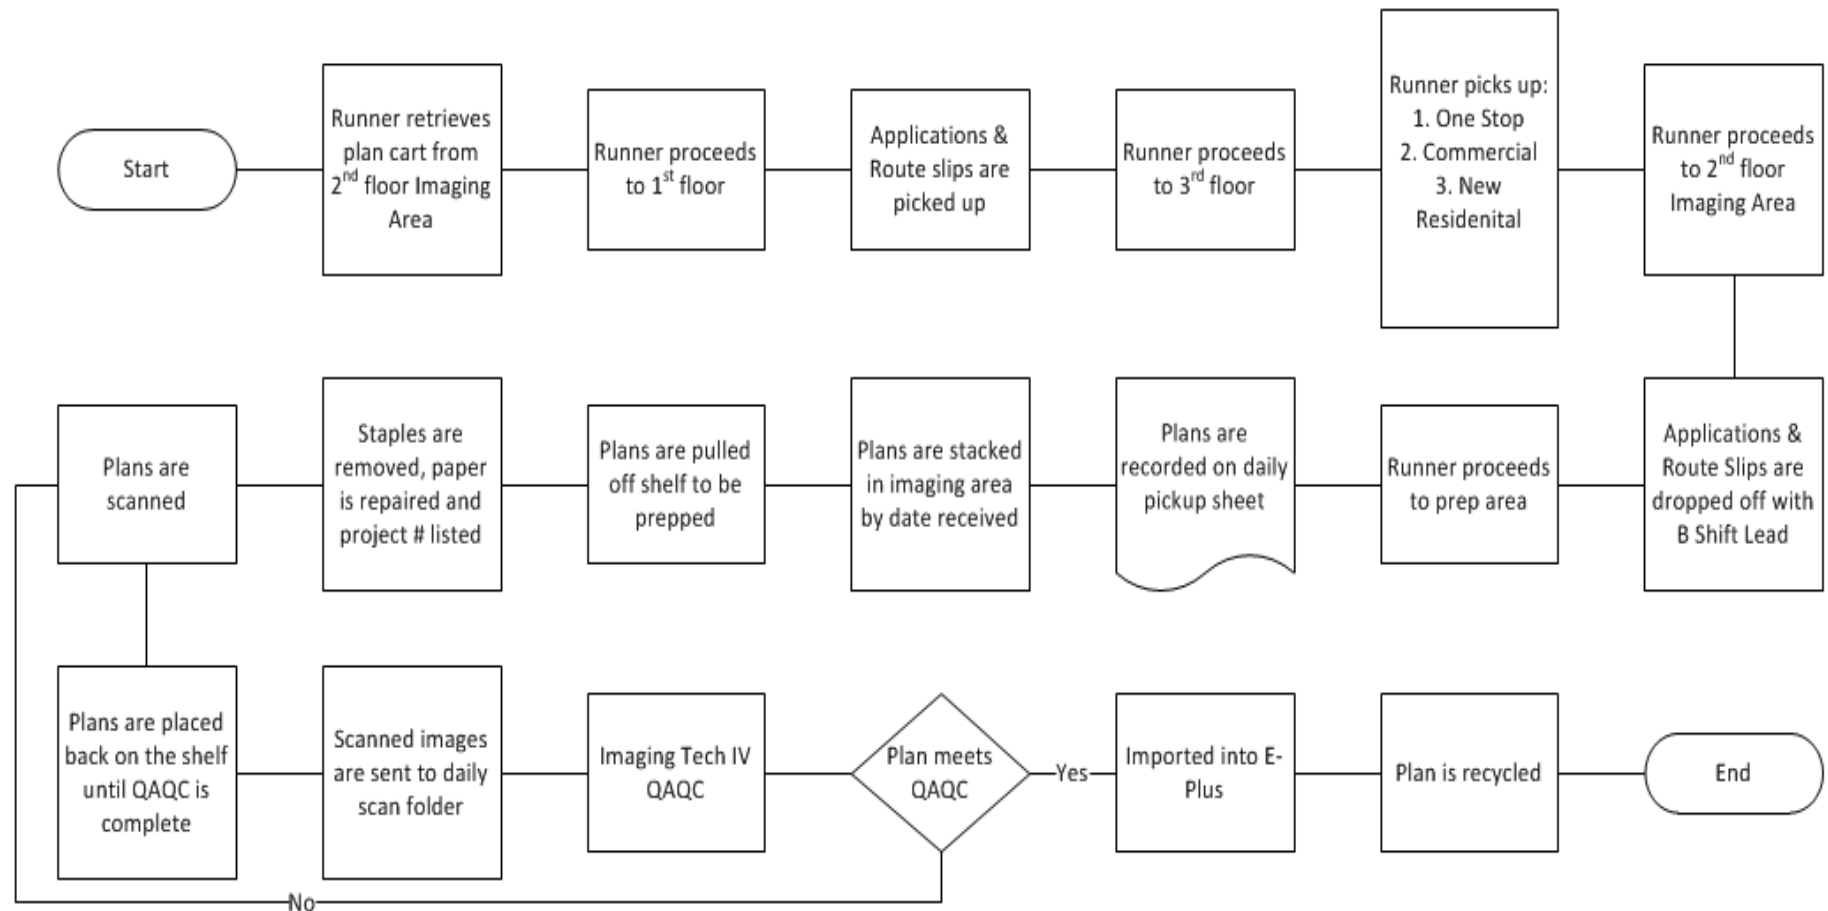 Start
Runner retrieves
plan cart from
2nd floor Imaging
Area
Runner proceeds
to 1st floor
Applications &
Route slips are
picked up
Runner proceeds
to 3rd floor
Runner picks up:
1. One Stop
2. Commercial
3. New
Residenital
Runner proceeds
to 2nd floor
Imaging Area
Applications &
Route Slips are
dropped off with
B Shift Lead
Runner proceeds
to prep area
Plans are
recorded on daily
pickup sheet
Plans are stacked
in imaging area
by date received
Plans are pulled
off shelf to be
prepped
Staples are
removed, paper
is repaired and
project # listed
Plans are
scanned
Plans are placed
back on the shelf
until QAQC is
complete
Scanned images
are sent to daily
scan folder
Imaging Tech IV
QAQC
Plan meets
QAQC
Yes
No
Imported into E-
Plus
Plan is recycled
End